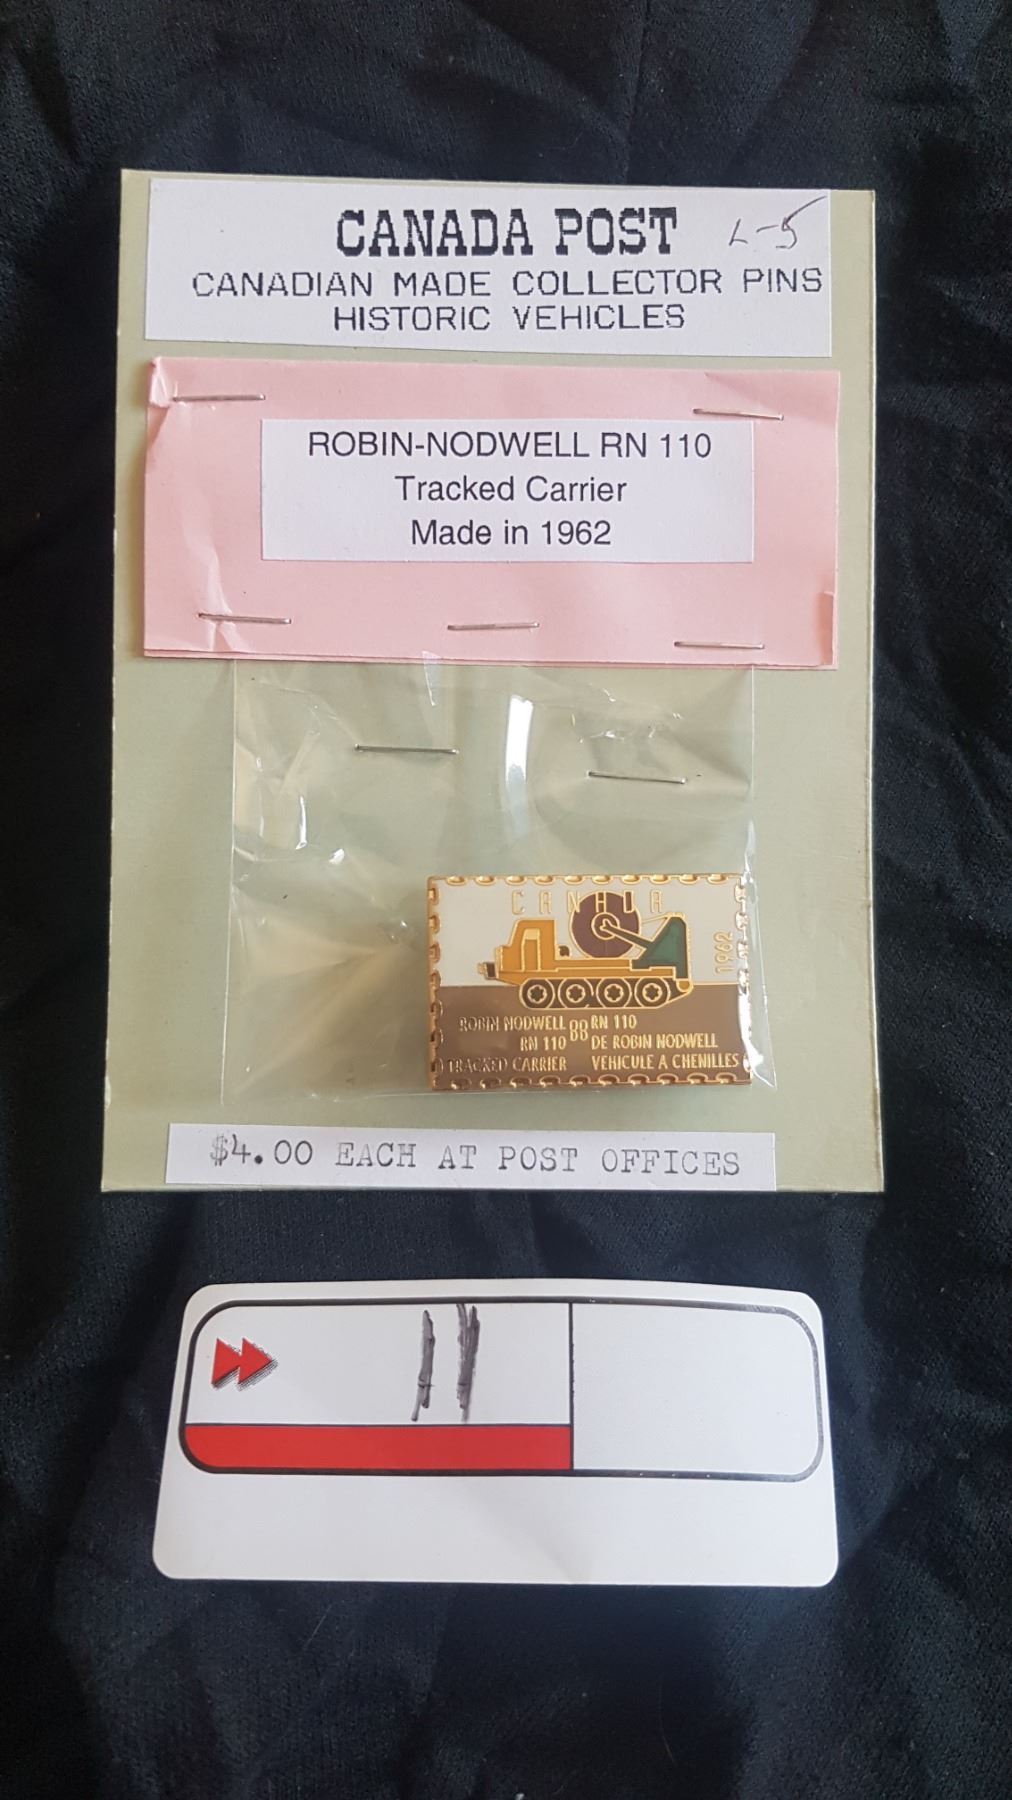 CANADA POST L-5
CANADIAN MADE COLLECTOR PINS
HISTORIC VEHICLES
ROBIN-NODWELL RN 110
Tracked Carrier
Made in 1962
CANADA
1962
ROBIN NODWELL 88 RN 110
RN 110 DE ROBIN NODWELL
TRACKED CARRIER VEHICULE A CHENILLES
$4.00 EACH AT POST OFFICES
11